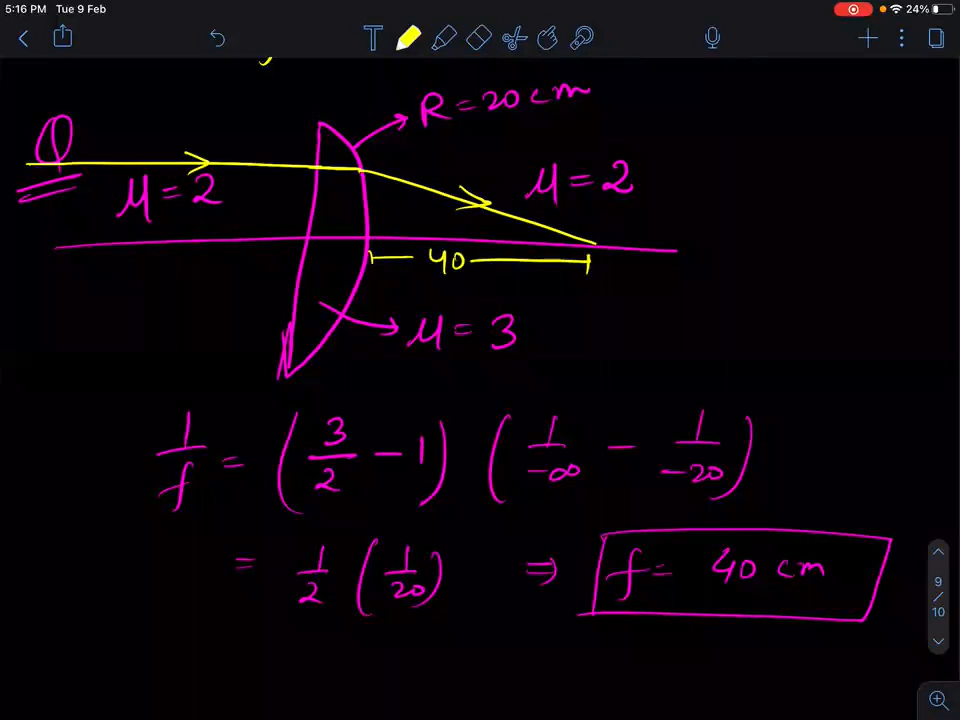 5:16 PM Tue 9 Feb
24%
T
Q
R = 20 cm
μ = 2
μ = 2
40
μ = 3
1/f = (3/2 - 1) (1/-∞ - 1/-20)
= 1/2 (1/20) ⇒ f = 40 cm
9
/
10